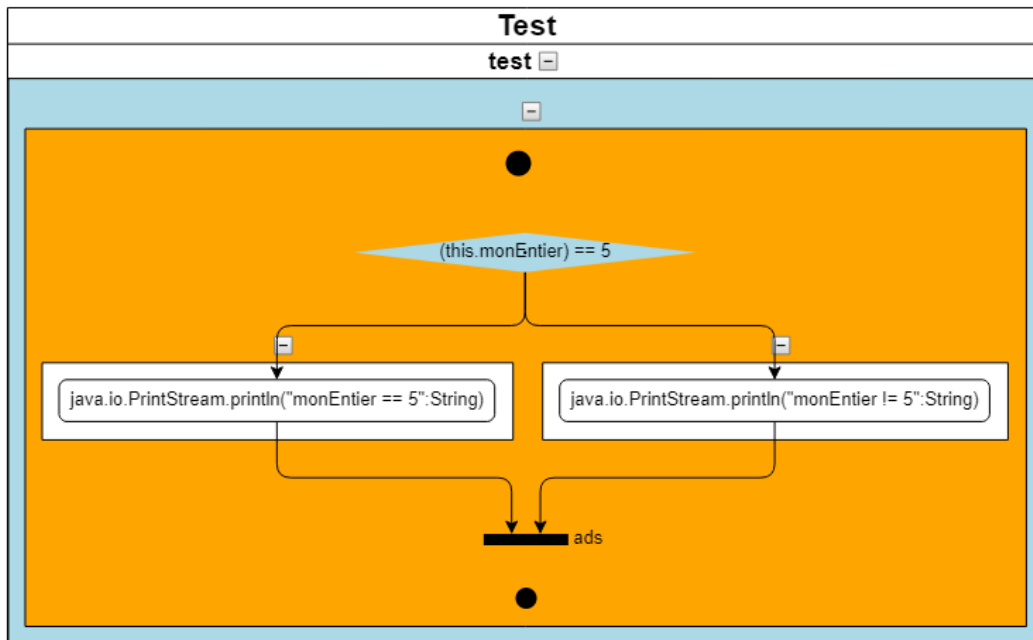 Test
test
(this.monEntier) == 5
java.io.PrintStream.println("monEntier == 5":String)
java.io.PrintStream.println("monEntier != 5":String)
ads